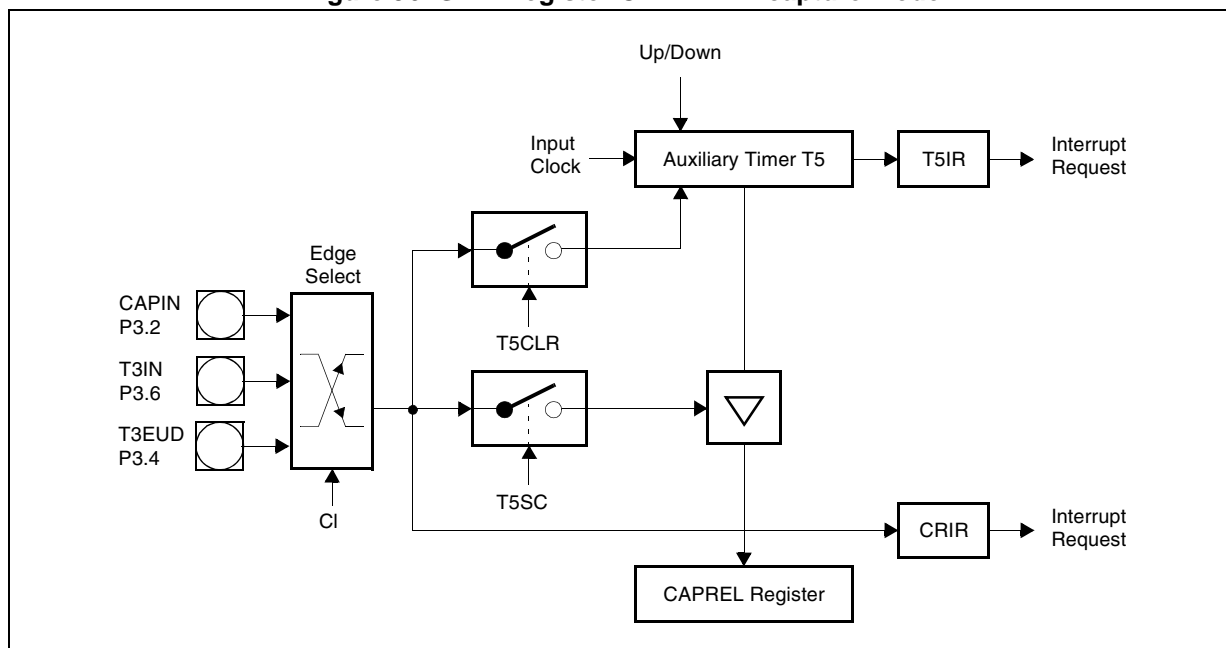 Up/Down
Input
Clock
Auxiliary Timer T5
T5IR
Interrupt
Request
Edge
Select
CAPIN
P3.2
T3IN
P3.6
T3EUD
P3.4
T5CLR
T5SC
CI
CRIR
Interrupt
Request
CAPREL Register